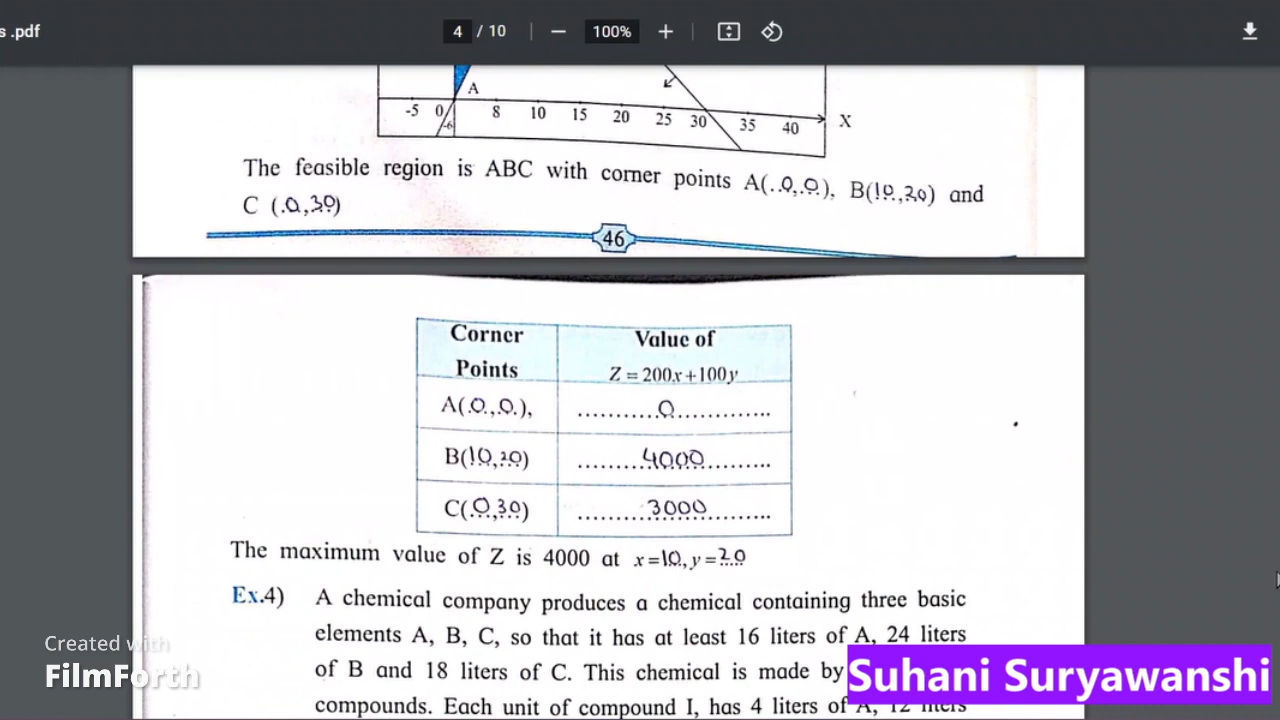 s .pdf
4 / 10
100%
A
-5 0 8 10 15 20 25 30 35 40 X
-6
The feasible region is ABC with corner points A(.0.,.0.), B(10.,20) and
C (.0,30)
46
Corner Points
Value of
Z = 200x+100y
A(.0.,0.),
...........0.............
B(10,20)
.........4000..........
C(0,30)
..........3000..........
The maximum value of Z is 4000 at x=10.,y=20
Ex.4) A chemical company produces a chemical containing three basic
elements A, B, C, so that it has at least 16 liters of A, 24 liters
of B and 18 liters of C. This chemical is made by
compounds. Each unit of compound I, has 4 liters of A, 12 liters
Created with
FilmForth
Suhani Suryawanshi